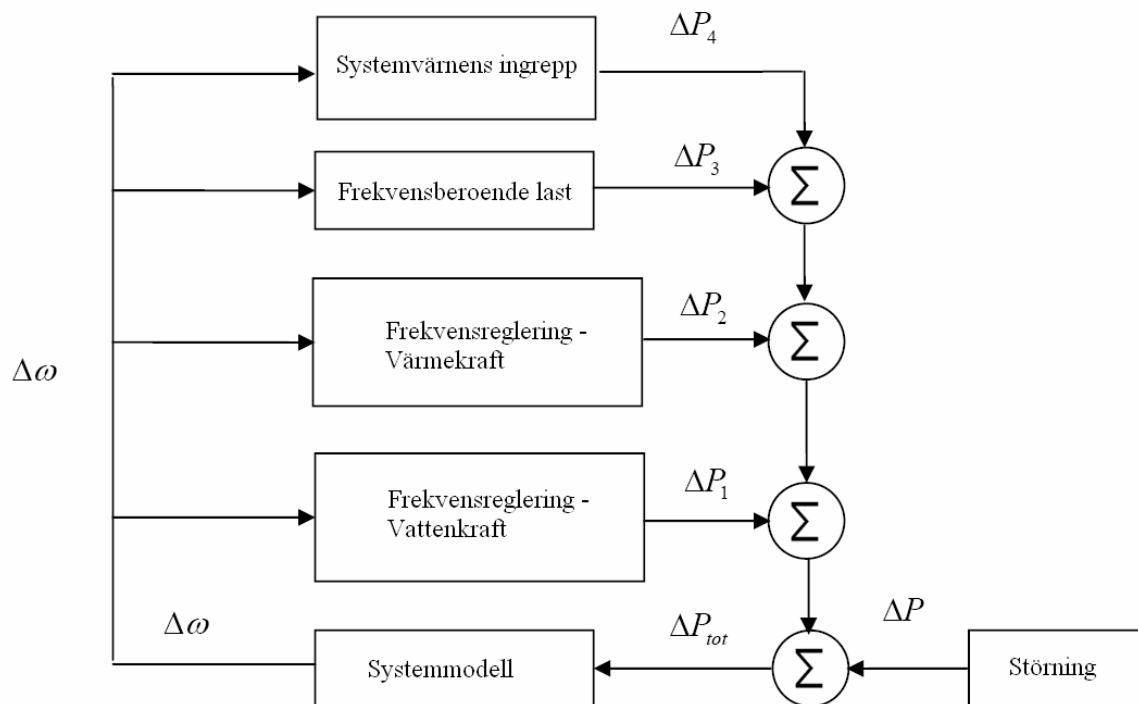 ΔP₄
Systemvärnens ingrepp
ΔP₃
Frekvensberoende last
Σ
ΔP₂
Frekvensreglering -
Värmekraft
Σ
Δω
ΔP₁
Frekvensreglering -
Vattenkraft
Σ
Δω
ΔPₜₒₜ
ΔP
Systemmodell
Σ
Störning